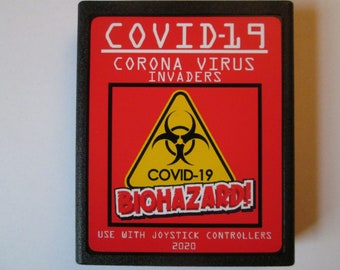 COVID-19
CORONA VIRUS
INVADERS
COVID-19
BIOHAZARD!
USE WITH JOYSTICK CONTROLLERS
2020